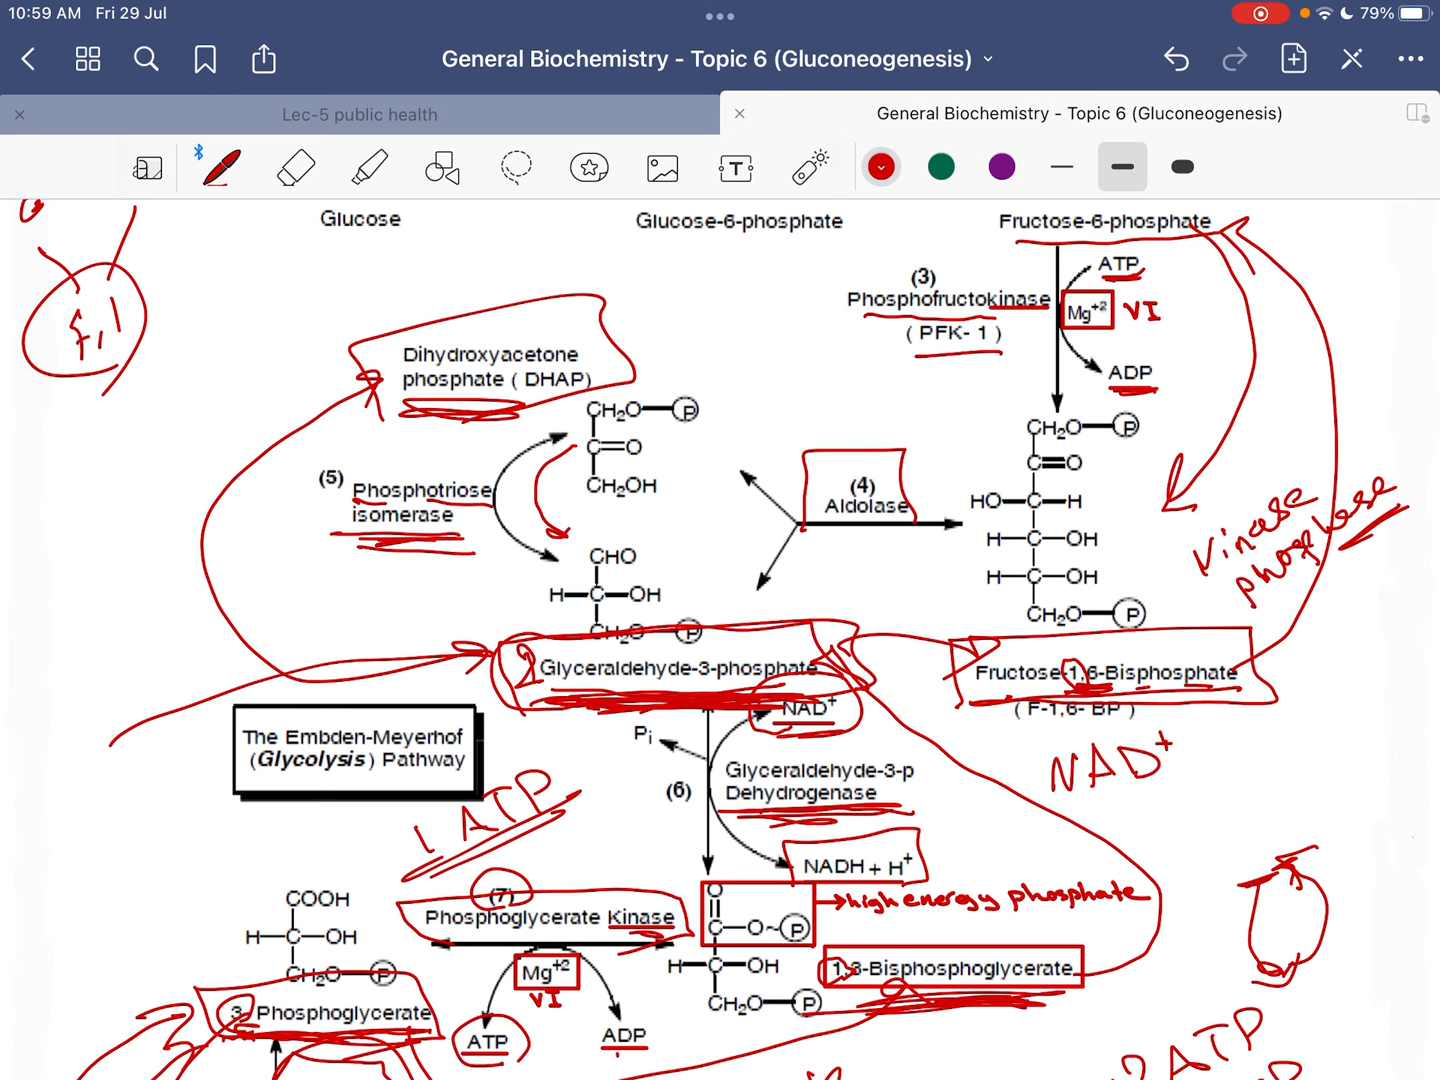 10:59 AM Fri 29 Jul
79%
General Biochemistry - Topic 6 (Gluconeogenesis)
Lec-5 public health
General Biochemistry - Topic 6 (Gluconeogenesis)
Glucose
Glucose-6-phosphate
Fructose-6-phosphate
(3)
Phosphofructokinase
( PFK- 1 )
ATP
Mg+2 VI
ADP
f,1
Dihydroxyacetone
phosphate ( DHAP)
CH2O—P
C=O
CH2OH
(5)
Phosphotriose
isomerase
(4)
Aldolase
CH2O—P
C=O
HO—C—H
H—C—OH
H—C—OH
CH2O—P
Kinase
phosphatase
CHO
H—C—OH
CH2O—P
2 Glyceraldehyde-3-phosphate
Fructose-1,6-Bisphosphate
( F-1,6- BP )
NAD+
The Embden-Meyerhof
(Glycolysis ) Pathway
Pi
NAD+
Glyceraldehyde-3-p
Dehydrogenase
(6)
NADH + H+
1 ATP
O
C—O~P
→high energy phosphate
H—C—OH
CH2O—P
1,3-Bisphosphoglycerate
(7)
Phosphoglycerate Kinase
Mg+2
VI
ATP
ADP
COOH
H—C—OH
CH2O—P
3- Phosphoglycerate
2 ATP